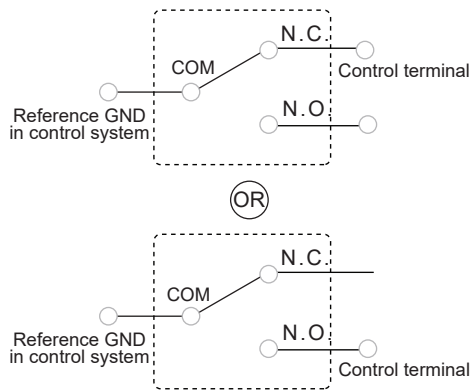 N.C.
COM
Control terminal
Reference GND
in control system
N.O
OR
N.C.
COM
Reference GND
in control system
N.O
Control terminal